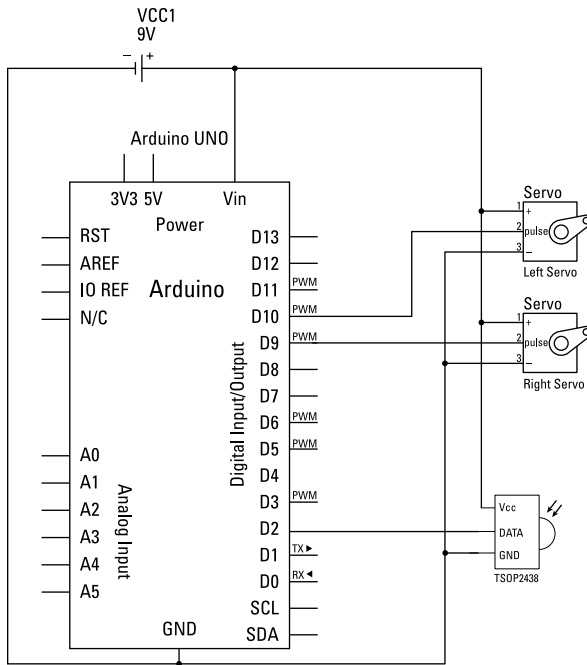 VCC1
9V
− +
Arduino UNO
3V3 5V Vin
Power
Arduino
RST
AREF
IO REF
N/C
A0
A1
A2
A3
A4
A5
Analog Input
D13
D12
D11 PWM
D10 PWM
D9 PWM
D8
D7
D6 PWM
D5 PWM
D4
D3 PWM
D2
D1 TX ►
D0 RX ◄
SCL
SDA
Digital Input/Output
GND
Servo
1 +
2 pulse
3 −
Left Servo
Servo
1 +
2 pulse
3 −
Right Servo
Vcc
DATA
GND
TSOP2438